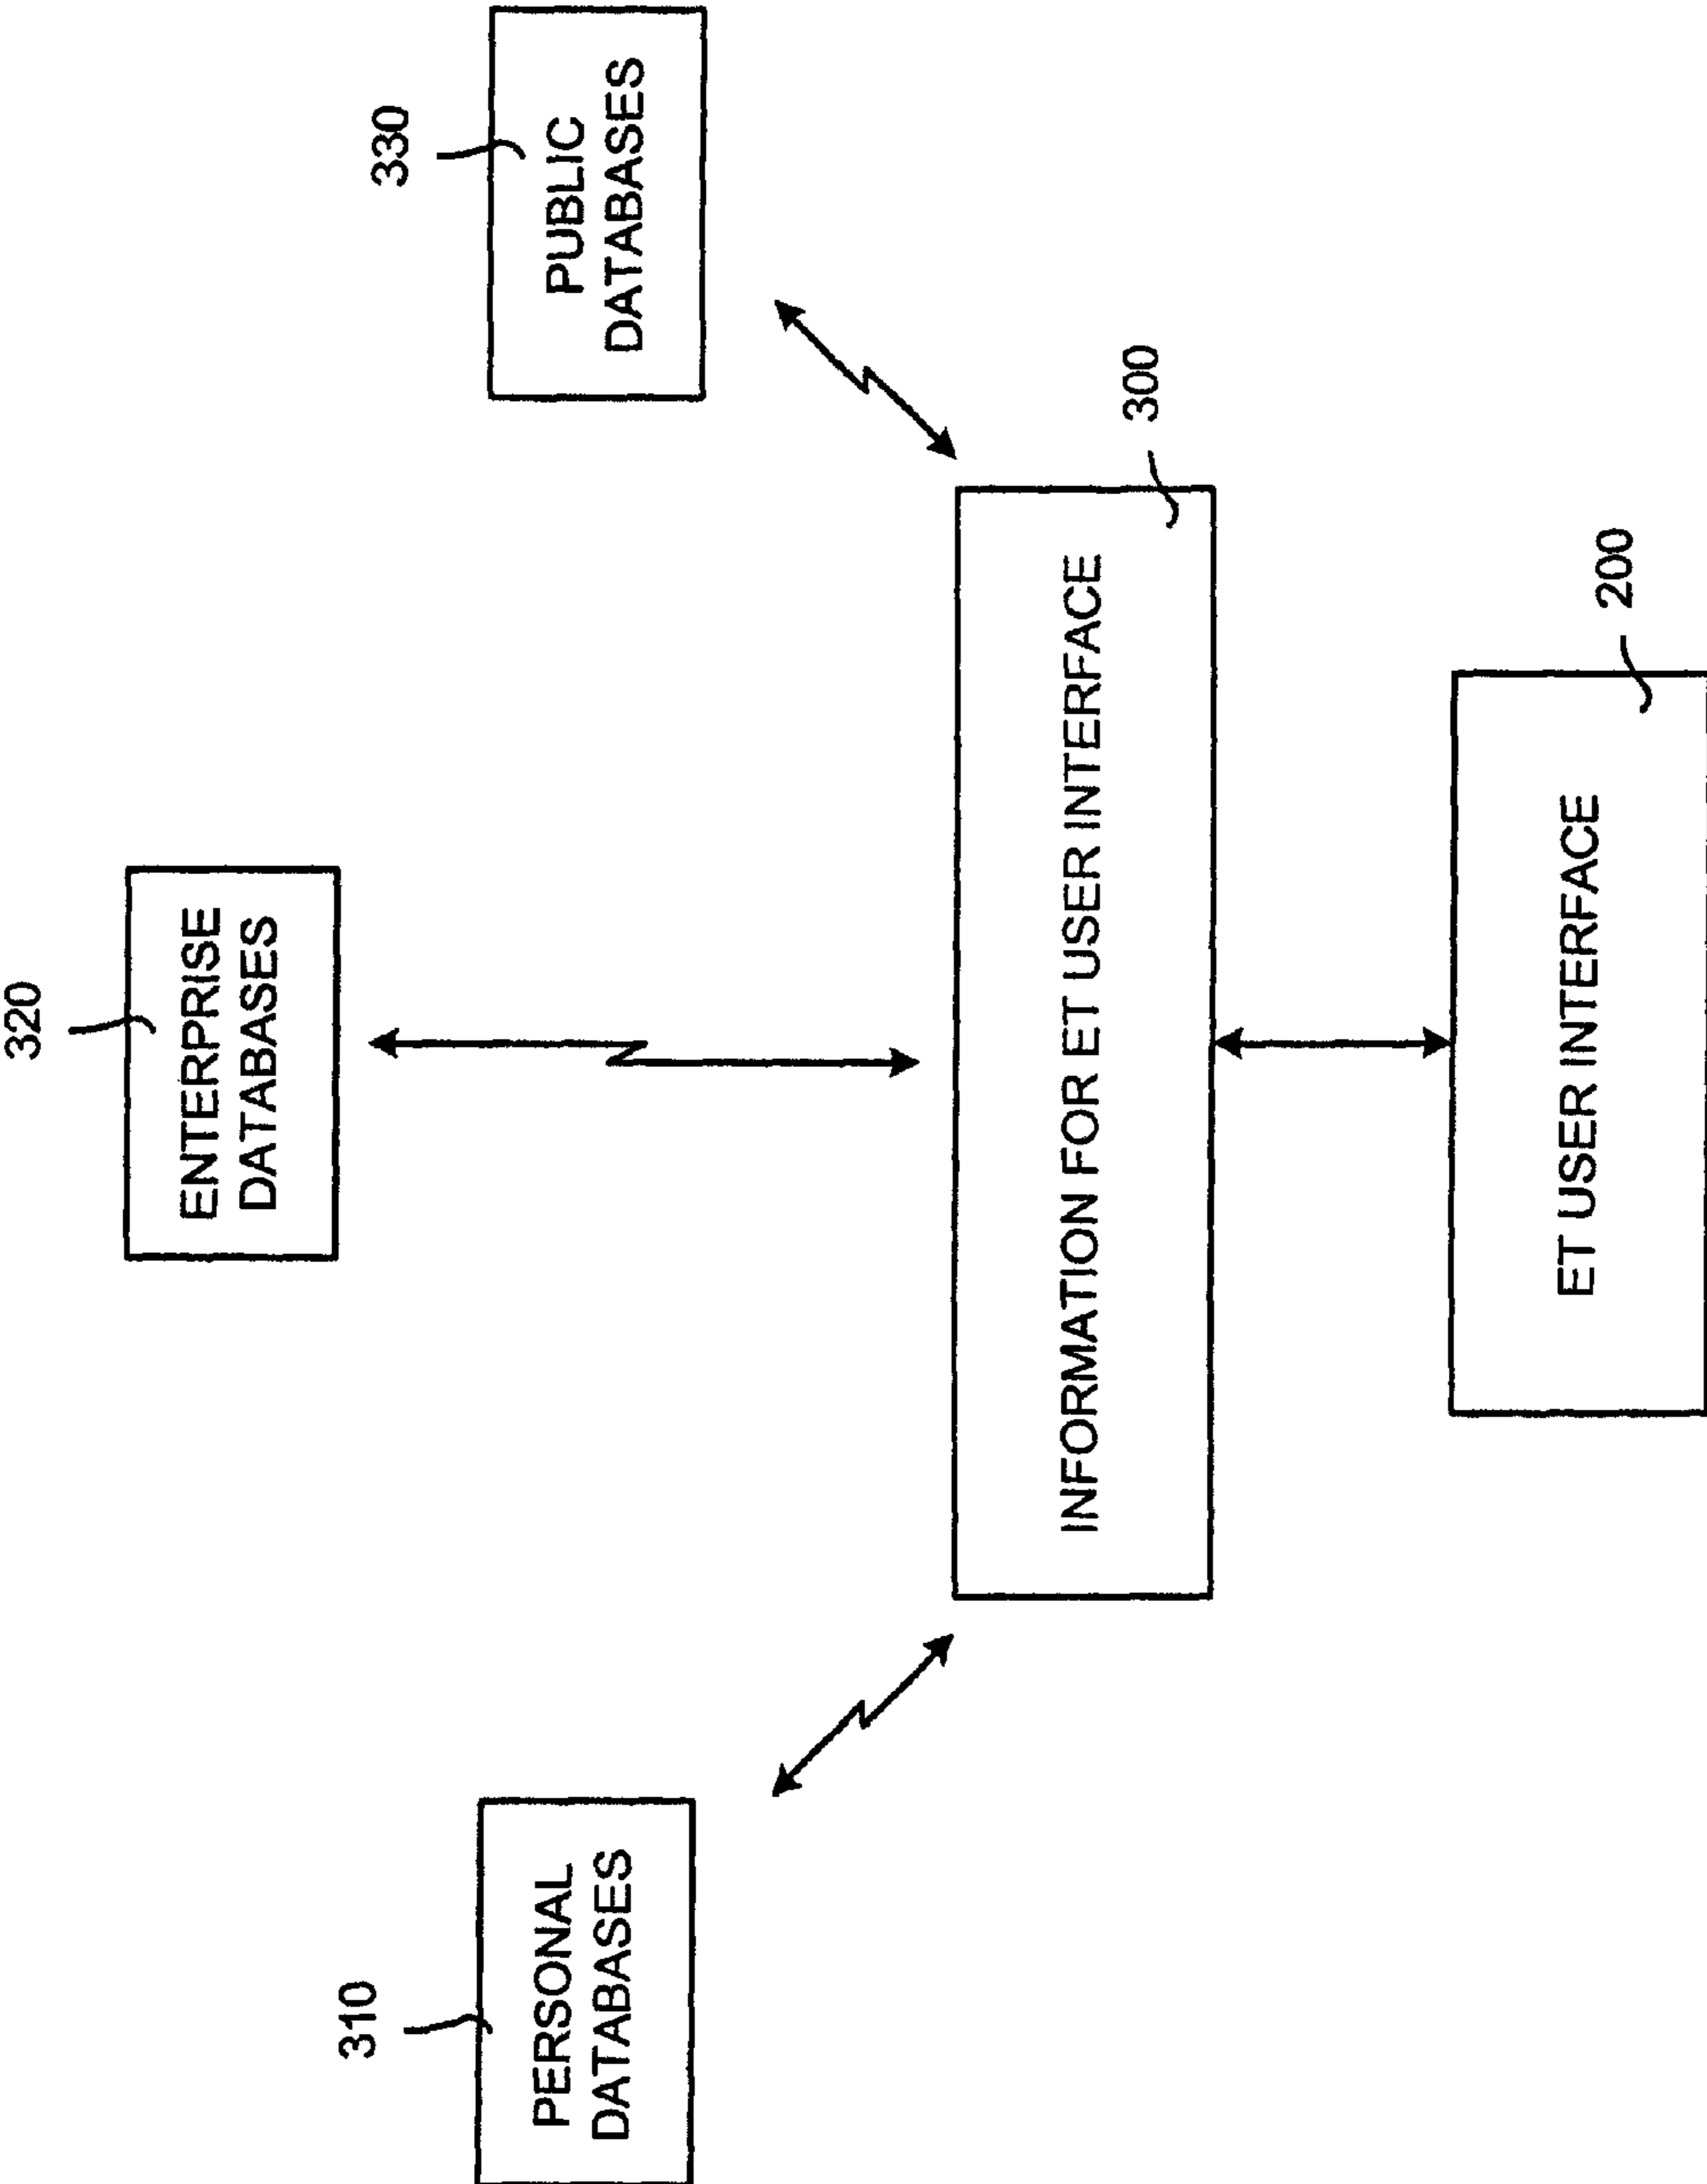 320
ENTERPRISE
DATABASES
310
PERSONAL
DATABASES
330
PUBLIC
DATABASES
300
INFORMATION FOR ET USER INTERFACE
200
ET USER INTERFACE